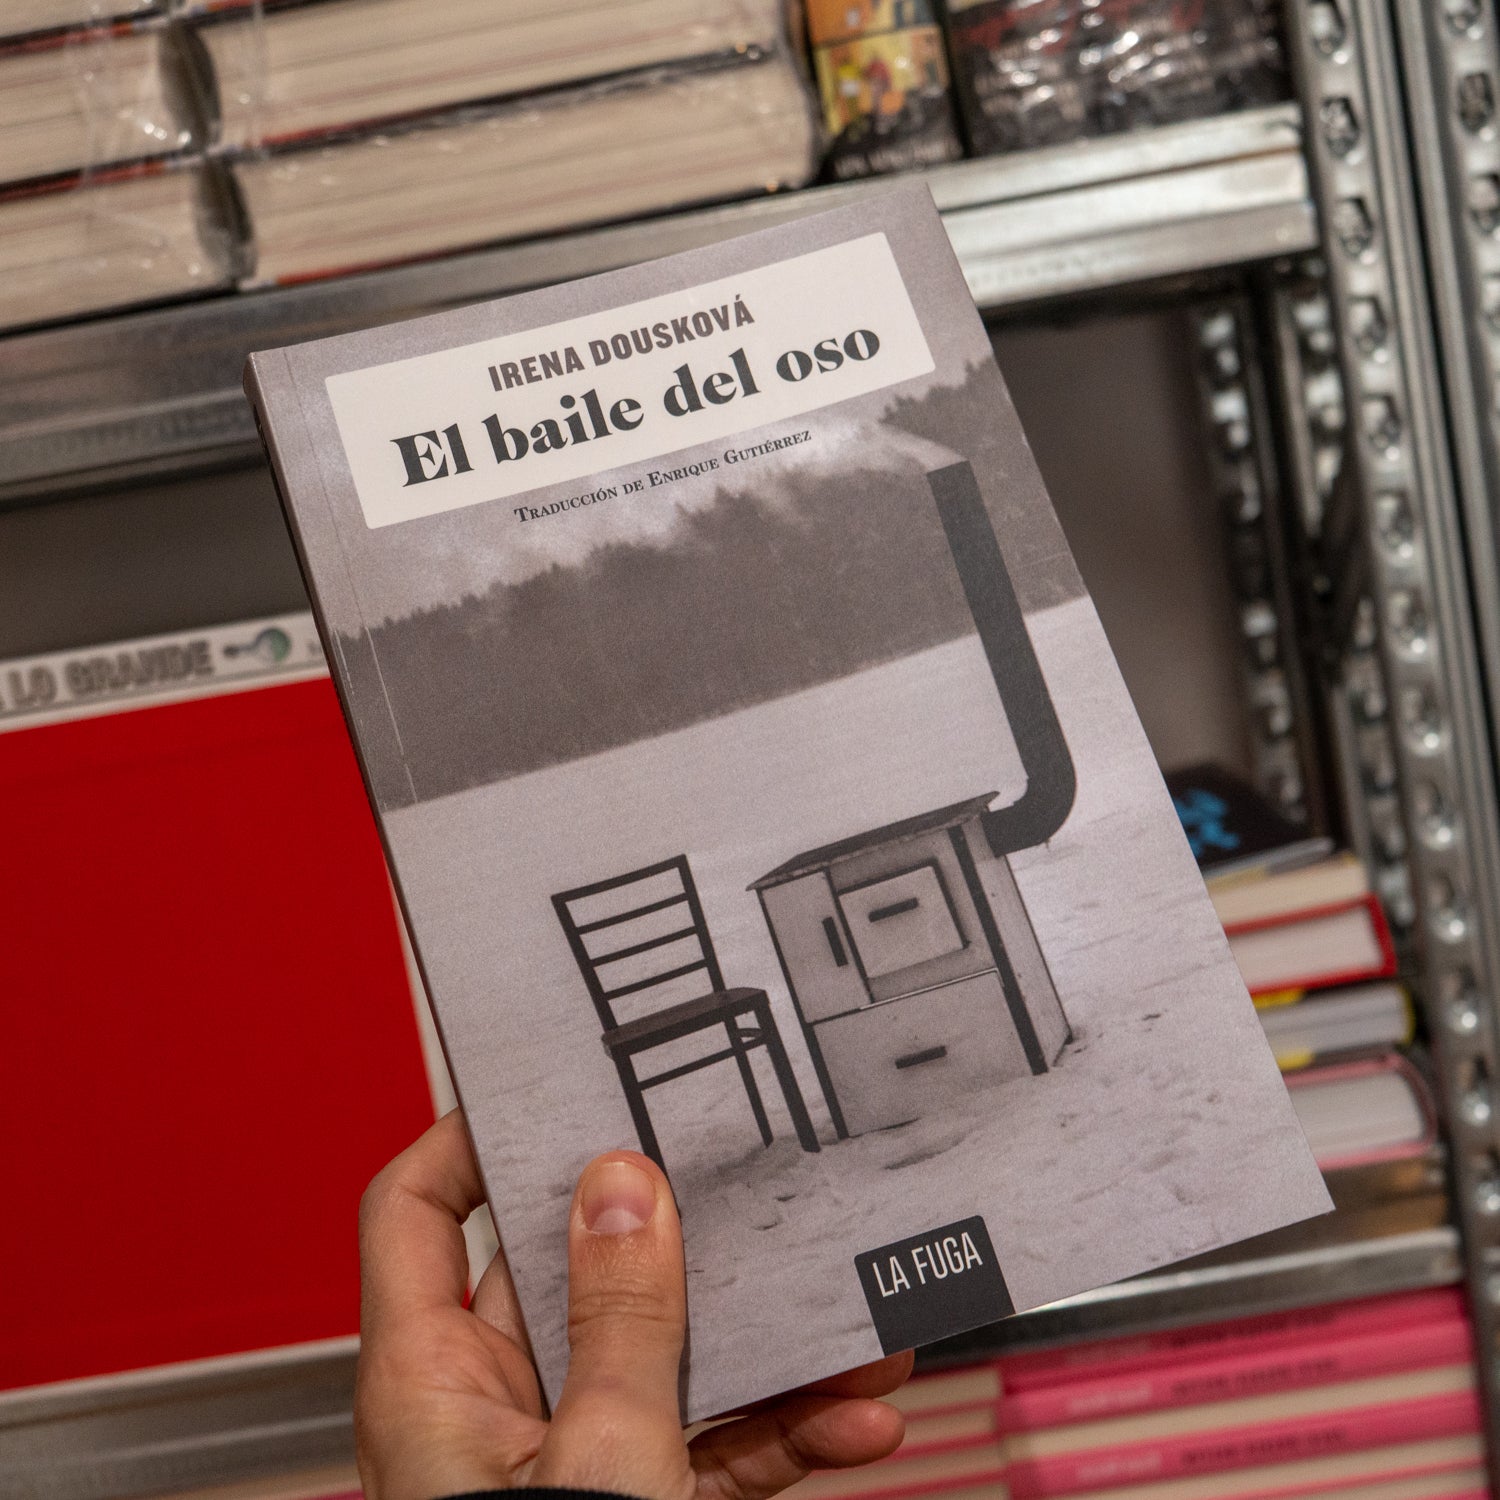 IRENA DOUSKOVÁ
El baile del oso
TRADUCCIÓN DE ENRIQUE GUTIÉRREZ
LO GRANDE
LA FUGA